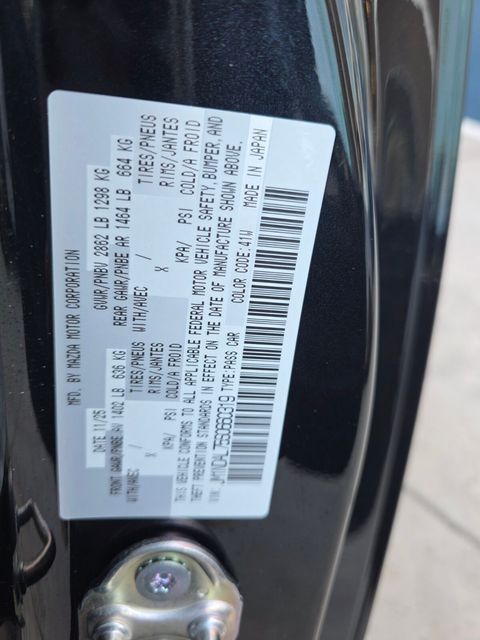 MFD. BY MAZDA MOTOR CORPORATION
DATE 11/25 GVWR/PNBV 2862 LB 1298 KG
FRONT GAWR/PNBE AV 1402 LB 636 KG REAR GAWR/PNBE AR 1464 LB 664 KG
WITH/AVEC TIRES/PNEUS WITH/AVEC TIRES/PNEUS
/ X RIMS/JANTES / X RIMS/JANTES
KPA/ PSI COLD/A FROID KPA/ PSI COLD/A FROID
THIS VEHICLE CONFORMS TO ALL APPLICABLE FEDERAL MOTOR VEHICLE SAFETY, BUMPER, AND
THEFT PREVENTION STANDARDS IN EFFECT ON THE DATE OF MANUFACTURE SHOWN ABOVE.
VIN: TYPE:PASS CAR COLOR CODE:41W MADE IN JAPAN